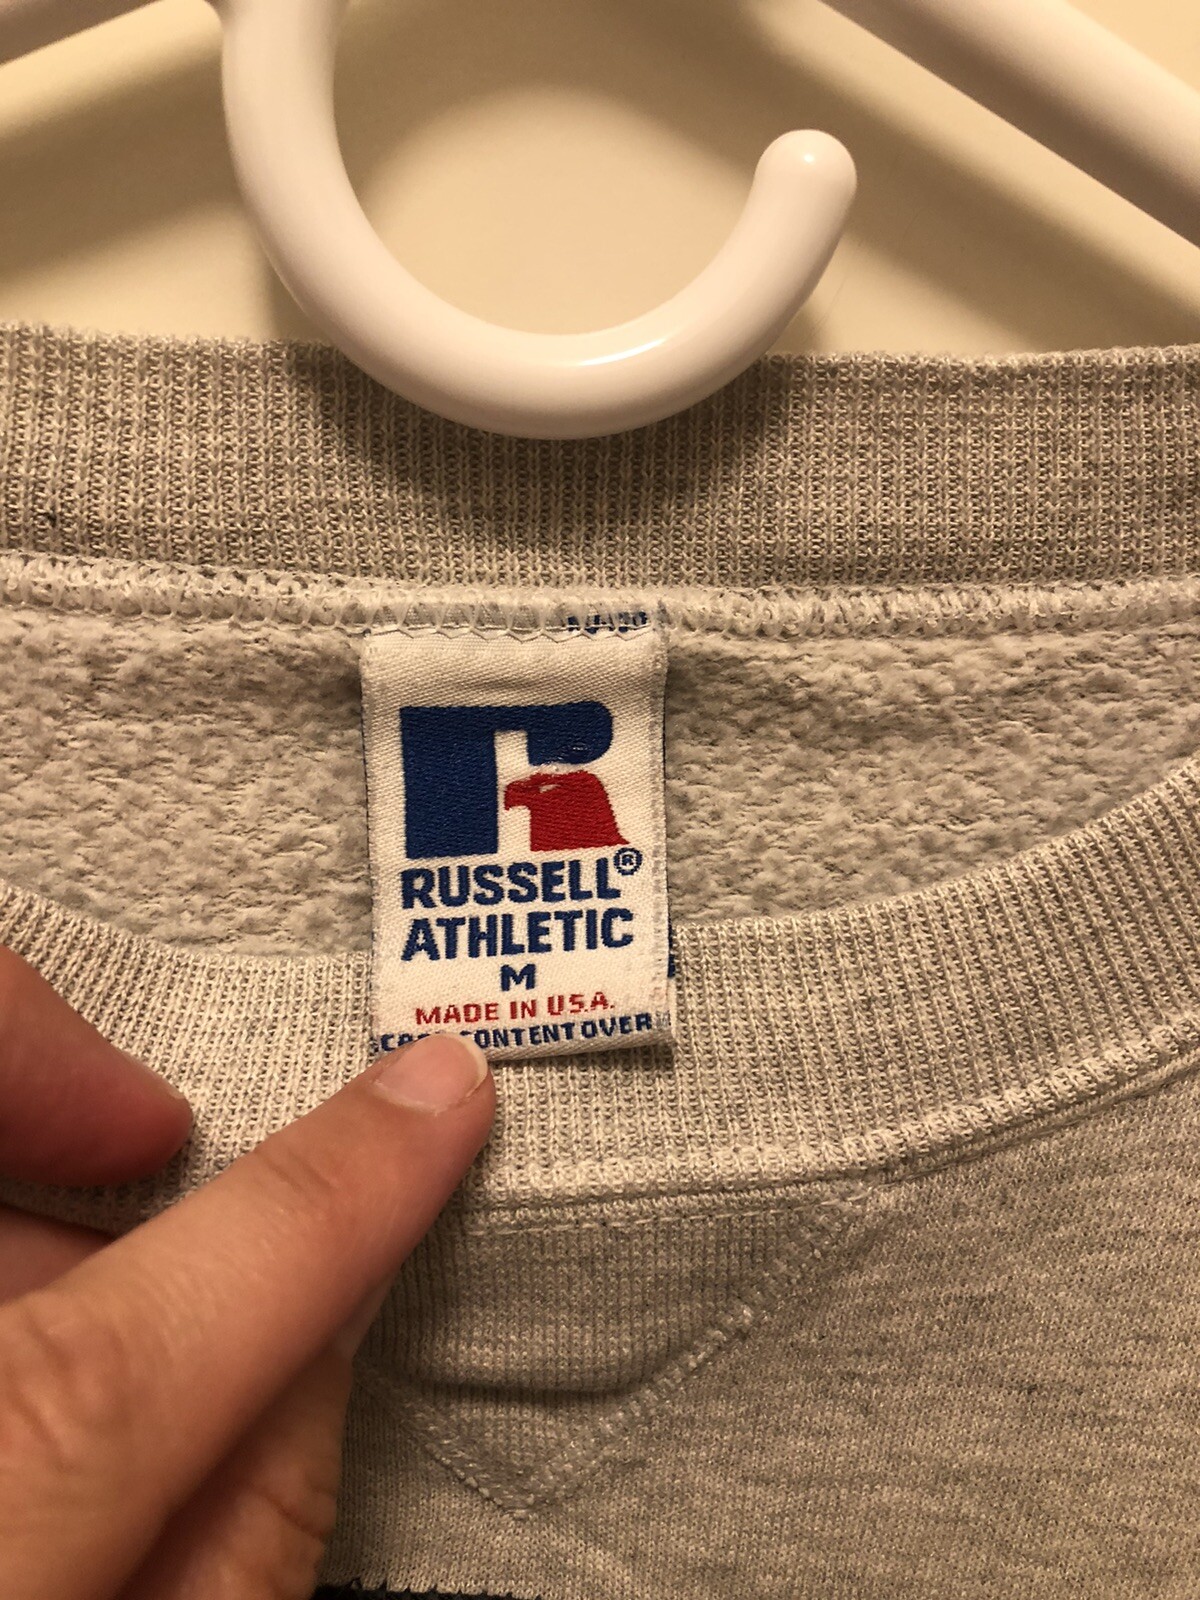 RUSSELL®
ATHLETIC
M
MADE IN U.S.A.
CONTENT OVER